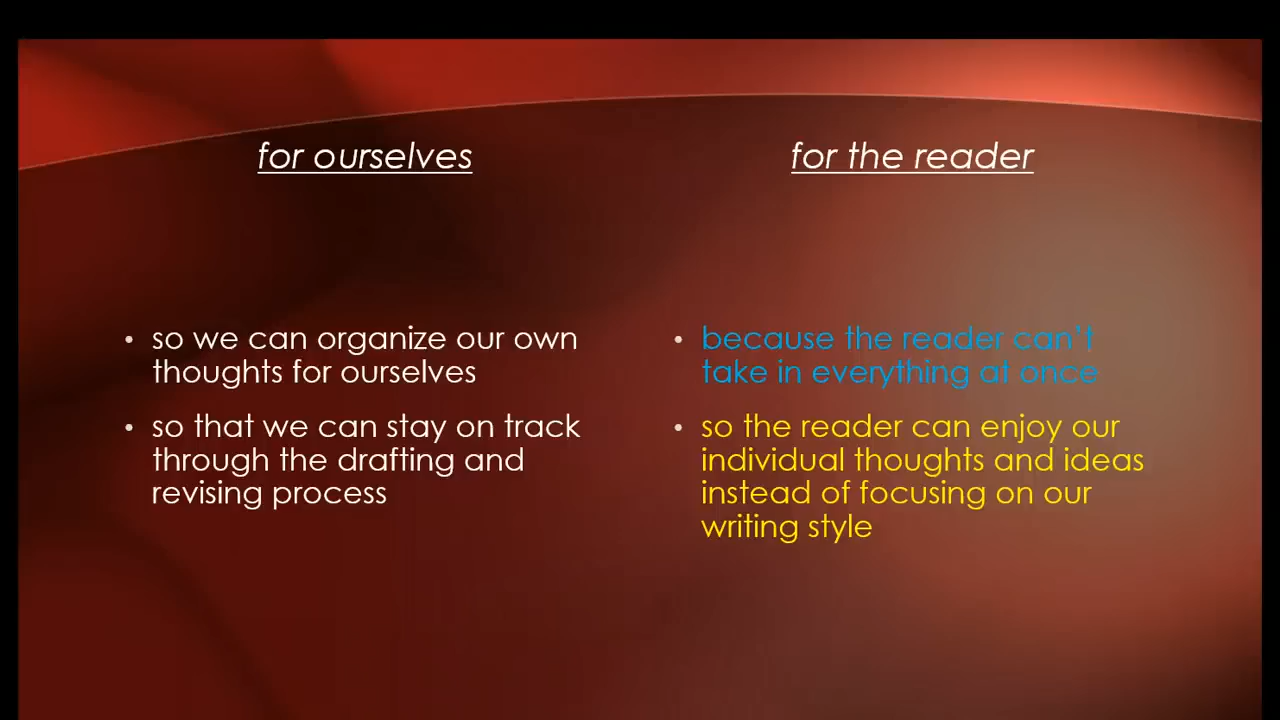 for ourselves
• so we can organize our own
thoughts for ourselves
• so that we can stay on track
through the drafting and
revising process
for the reader
• because the reader can't
take in everything at once
• so the reader can enjoy our
individual thoughts and ideas
instead of focusing on our
writing style